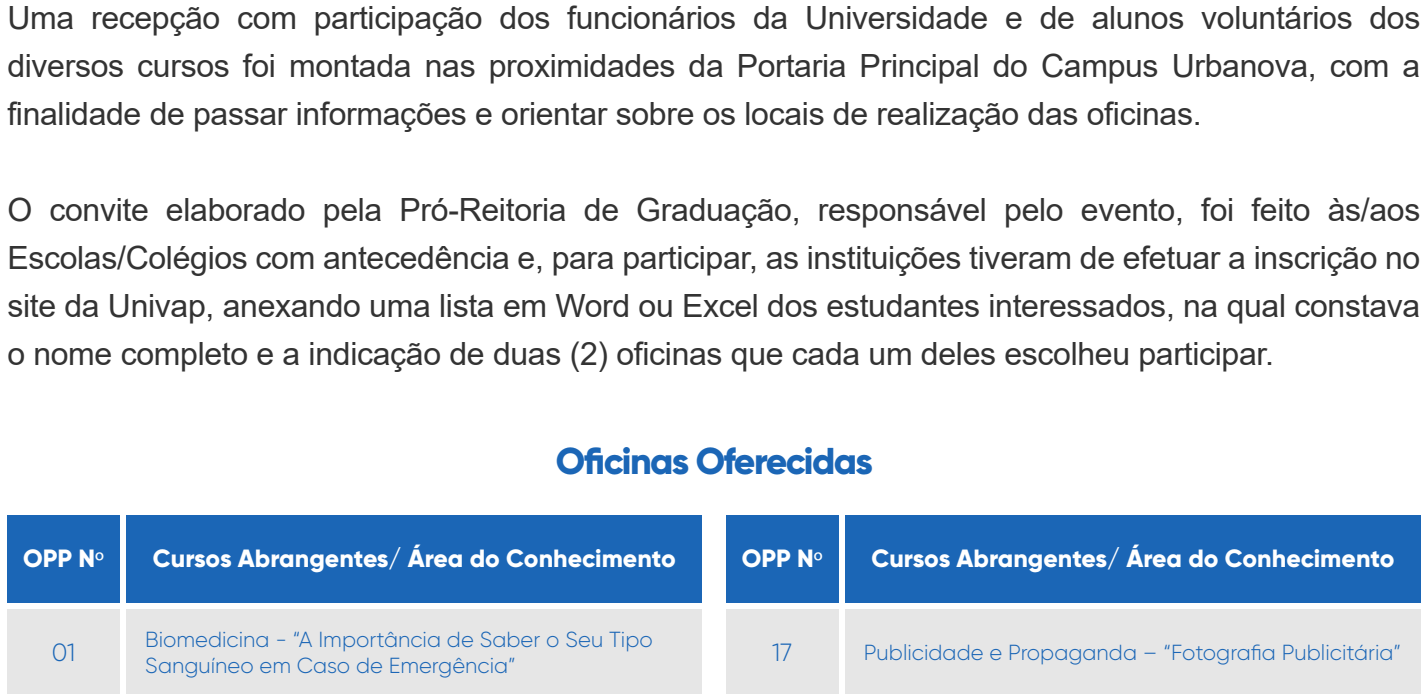 Uma recepção com participação dos funcionários da Universidade e de alunos voluntários dos
diversos cursos foi montada nas proximidades da Portaria Principal do Campus Urbanova, com a
finalidade de passar informações e orientar sobre os locais de realização das oficinas.
O convite elaborado pela Pró-Reitoria de Graduação, responsável pelo evento, foi feito às/aos
Escolas/Colégios com antecedência e, para participar, as instituições tiveram de efetuar a inscrição no
site da Univap, anexando uma lista em Word ou Excel dos estudantes interessados, na qual constava
o nome completo e a indicação de duas (2) oficinas que cada um deles escolheu participar.
Oficinas Oferecidas
OPP Nº
Cursos Abrangentes/ Área do Conhecimento
01
Biomedicina - “A Importância de Saber o Seu Tipo
Sanguíneo em Caso de Emergência”
OPP Nº
Cursos Abrangentes/ Área do Conhecimento
17
Publicidade e Propaganda – “Fotografia Publicitária”